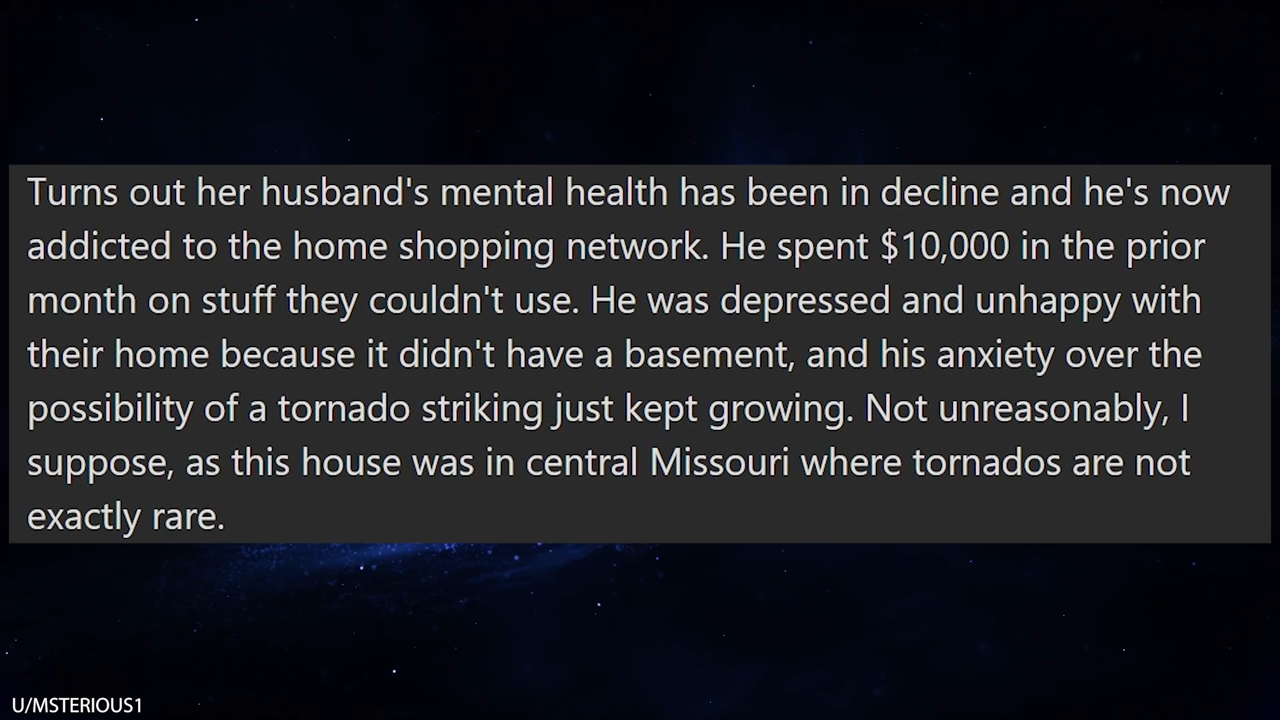 Turns out her husband's mental health has been in decline and he's now
addicted to the home shopping network. He spent $10,000 in the prior
month on stuff they couldn't use. He was depressed and unhappy with
their home because it didn't have a basement, and his anxiety over the
possibility of a tornado striking just kept growing. Not unreasonably, I
suppose, as this house was in central Missouri where tornados are not
exactly rare.
U/MSTERIOUS1